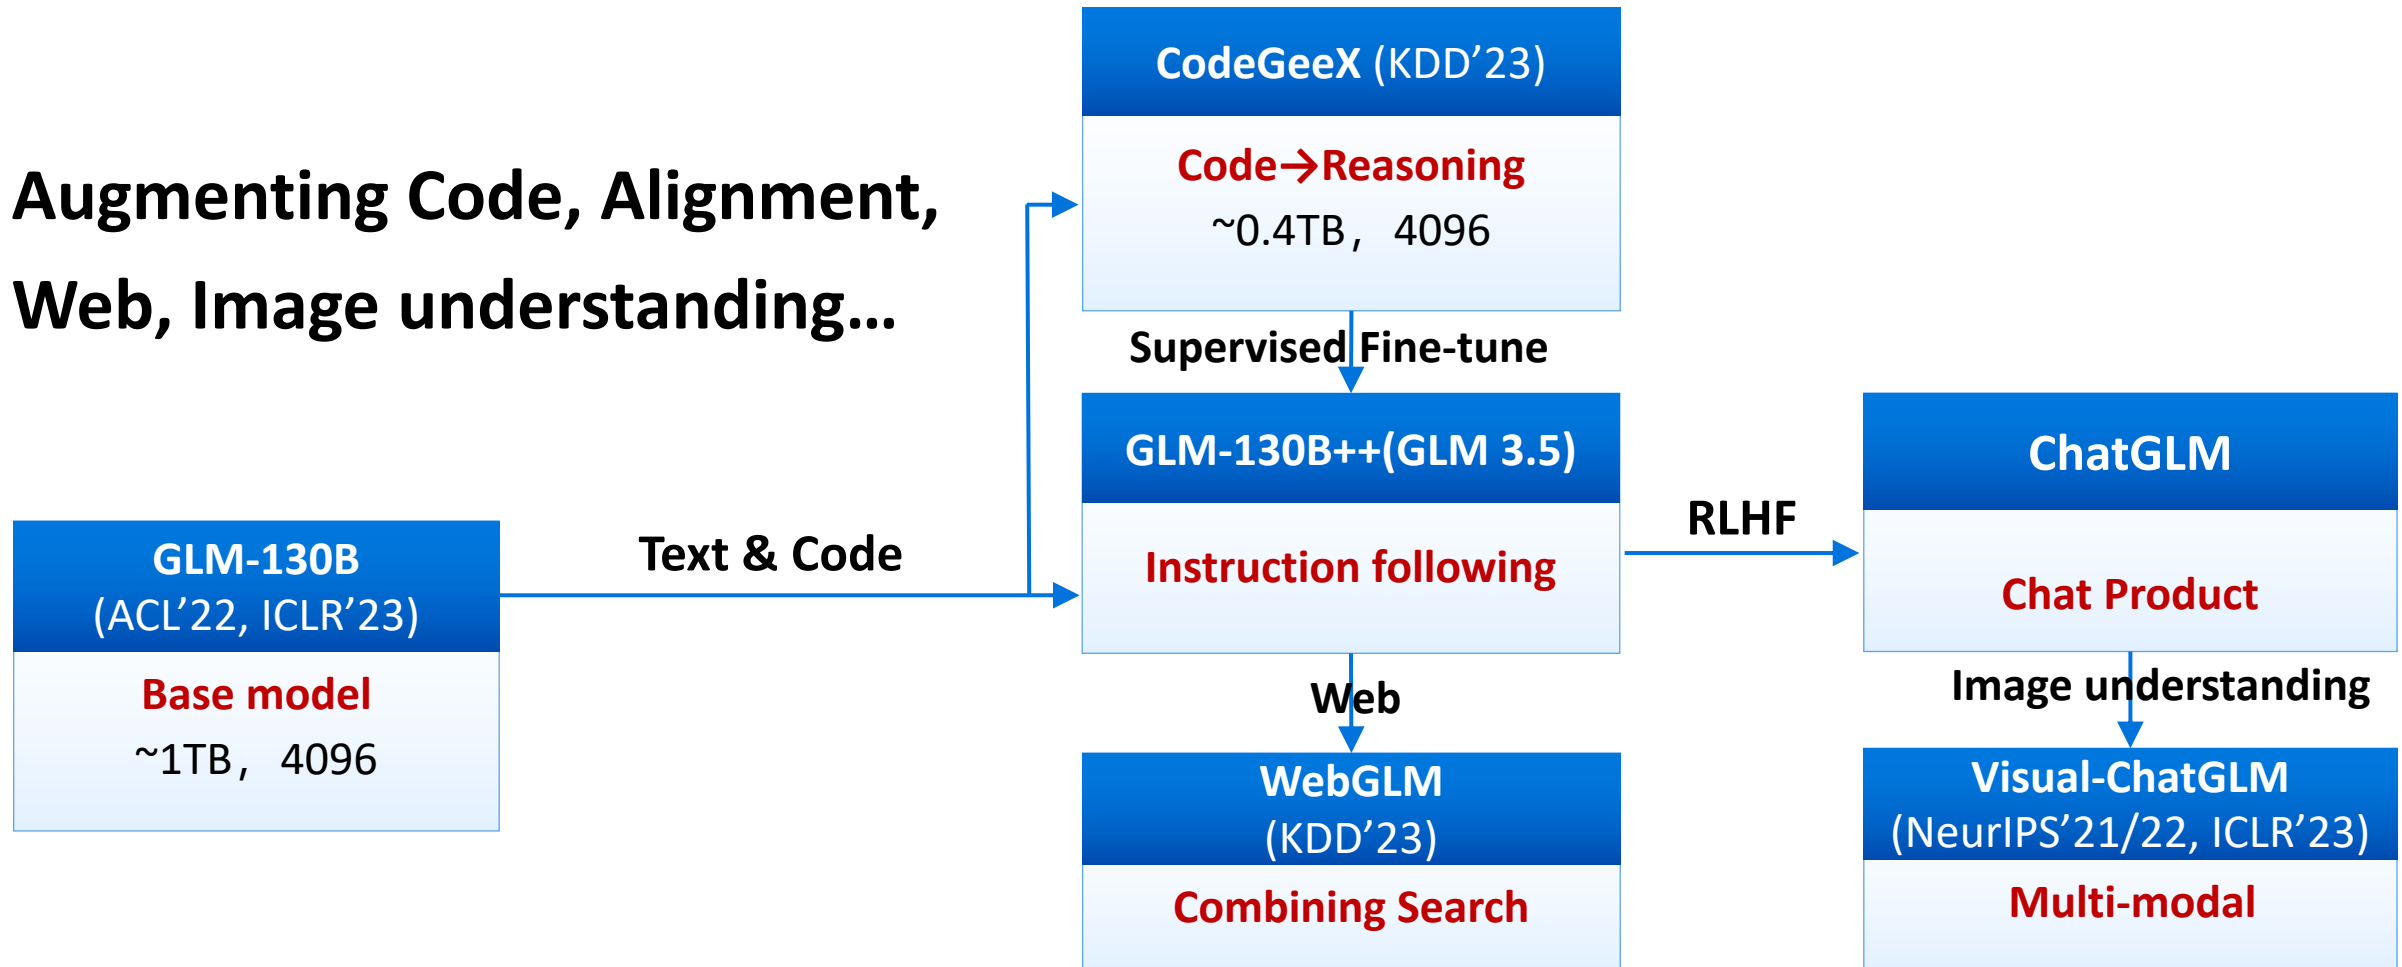 Augmenting Code, Alignment,
Web, Image understanding...
CodeGeeX (KDD’23)
Code→Reasoning
~0.4TB, 4096
Supervised Fine-tune
GLM-130B
(ACL’22, ICLR’23)
Base model
~1TB, 4096
Text & Code
GLM-130B++(GLM 3.5)
Instruction following
RLHF
ChatGLM
Chat Product
Web
WebGLM
(KDD’23)
Combining Search
Image understanding
Visual-ChatGLM
(NeurIPS’21/22, ICLR’23)
Multi-modal